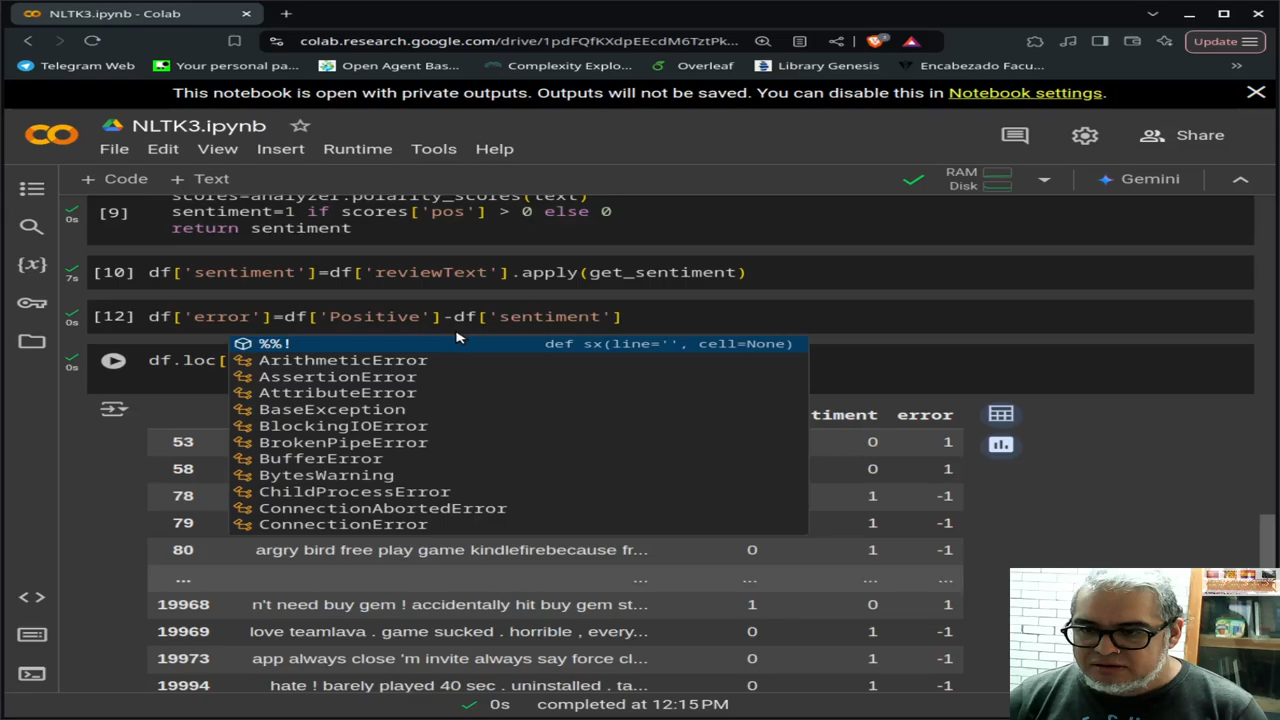 NLTK3.ipynb - Colab
colab.research.google.com/drive/1pdFQfKXdpEEcdM6TztPk...
Update
Telegram Web
Your personal pa...
Open Agent Bas...
Complexity Explo...
Overleaf
Library Genesis
Encabezado Facu...
This notebook is open with private outputs. Outputs will not be saved. You can disable this in Notebook settings.
NLTK3.ipynb
File Edit View Insert Runtime Tools Help
Share
+ Code + Text
RAM
Disk
Gemini
scores=analyzer.polarity_scores(text)
[9] sentiment=1 if scores['pos'] > 0 else 0
0s
return sentiment
[10] df['sentiment']=df['reviewText'].apply(get_sentiment)
7s
[12] df['error']=df['Positive']-df['sentiment']
0s
%%! def sx(line='', cell=None)
df.loc[
0s
ArithmeticError
AssertionError
AttributeError
BaseException
BlockingIOError
BrokenPipeError
BufferError
BytesWarning
ChildProcessError
ConnectionAbortedError
ConnectionError
timent error
53 0 1
58 0 1
78 1 -1
79 1 -1
80 argry bird free play game kindlefirebecause fr... 0 1 -1
... ... ... ... ...
19968 n't need buy gem ! accidentally hit buy gem st... 1 0 1
19969 love teamlava . game sucked . horrible , every... 0 1 -1
19973 app always close 'm invite always say force cl... 0 1 -1
19994 hate ! barely played 40 sec . uninstalled . ta... 0 1 -1
0s completed at 12:15 PM